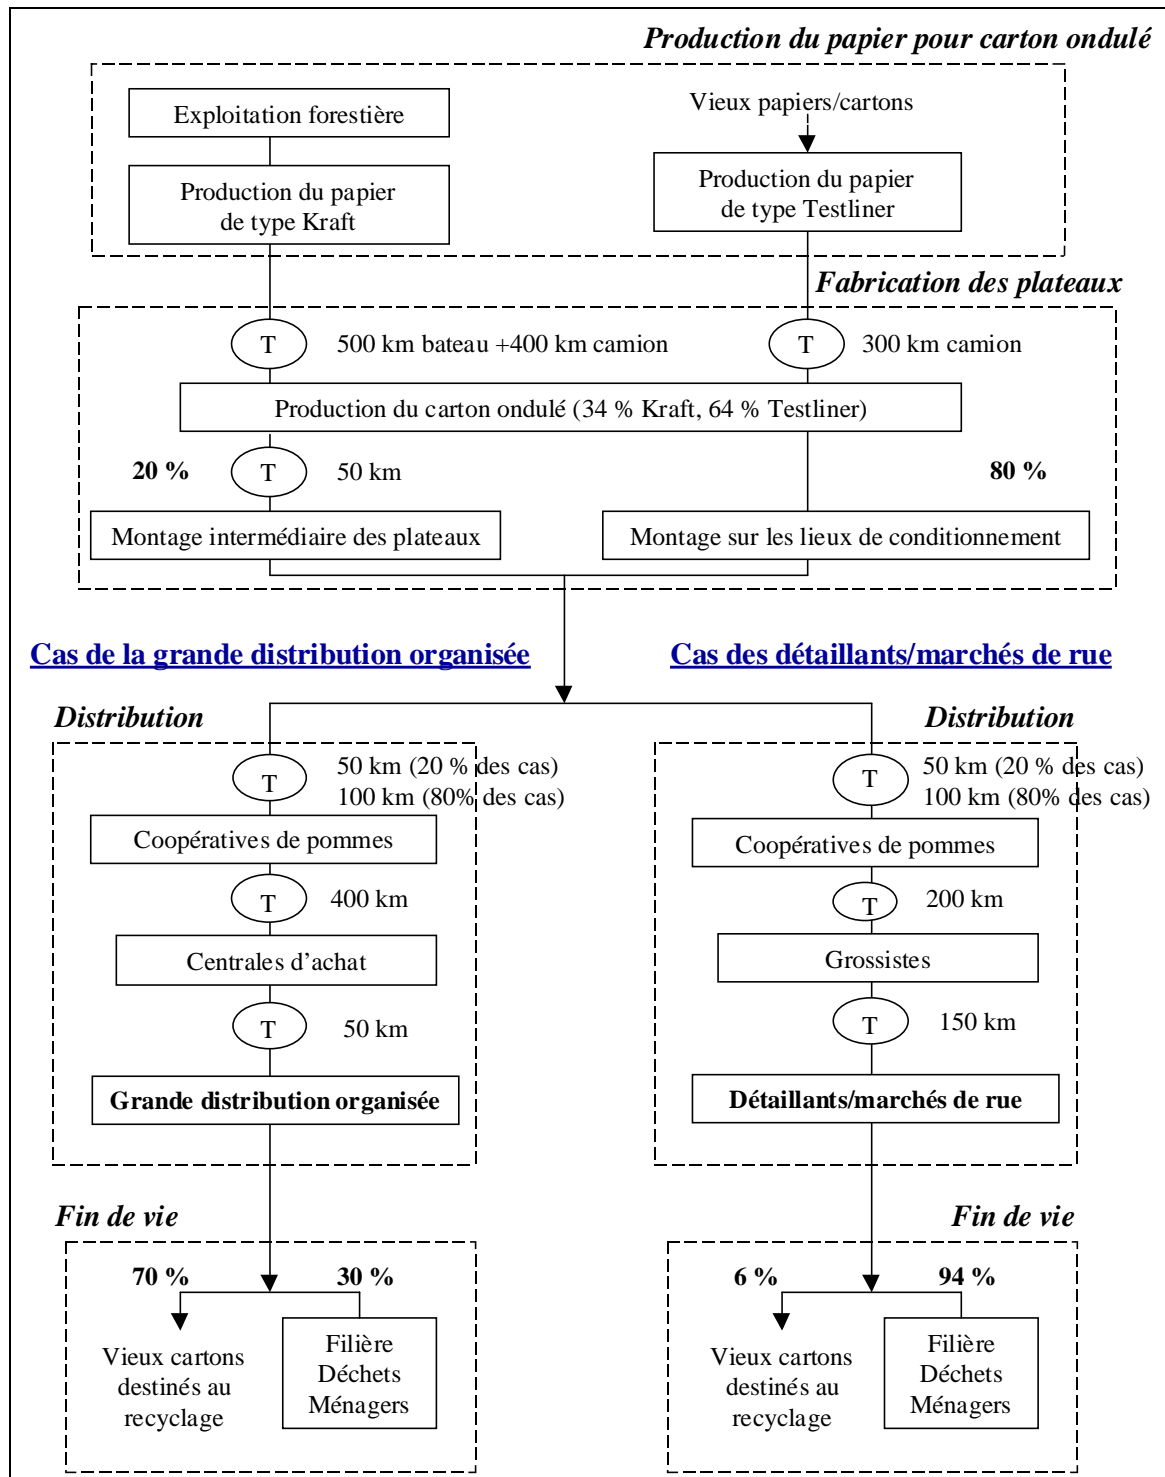 Production du papier pour carton ondulé
Exploitation forestière
Vieux papiers/cartons
Production du papier
de type Kraft
Production du papier
de type Testliner
Fabrication des plateaux
T
500 km bateau +400 km camion
T
300 km camion
Production du carton ondulé (34 % Kraft, 64 % Testliner)
20 %
T
50 km
80 %
Montage intermédiaire des plateaux
Montage sur les lieux de conditionnement
Cas de la grande distribution organisée
Cas des détaillants/marchés de rue
Distribution
T
50 km (20 % des cas)
100 km (80% des cas)
Coopératives de pommes
T
400 km
Centrales d'achat
T
50 km
Grande distribution organisée
Distribution
T
50 km (20 % des cas)
100 km (80% des cas)
Coopératives de pommes
T
200 km
Grossistes
T
150 km
Détaillants/marchés de rue
Fin de vie
70 %
30 %
Vieux cartons
destinés au
recyclage
Filière
Déchets
Ménagers
Fin de vie
6 %
94 %
Vieux cartons
destinés au
recyclage
Filière
Déchets
Ménagers